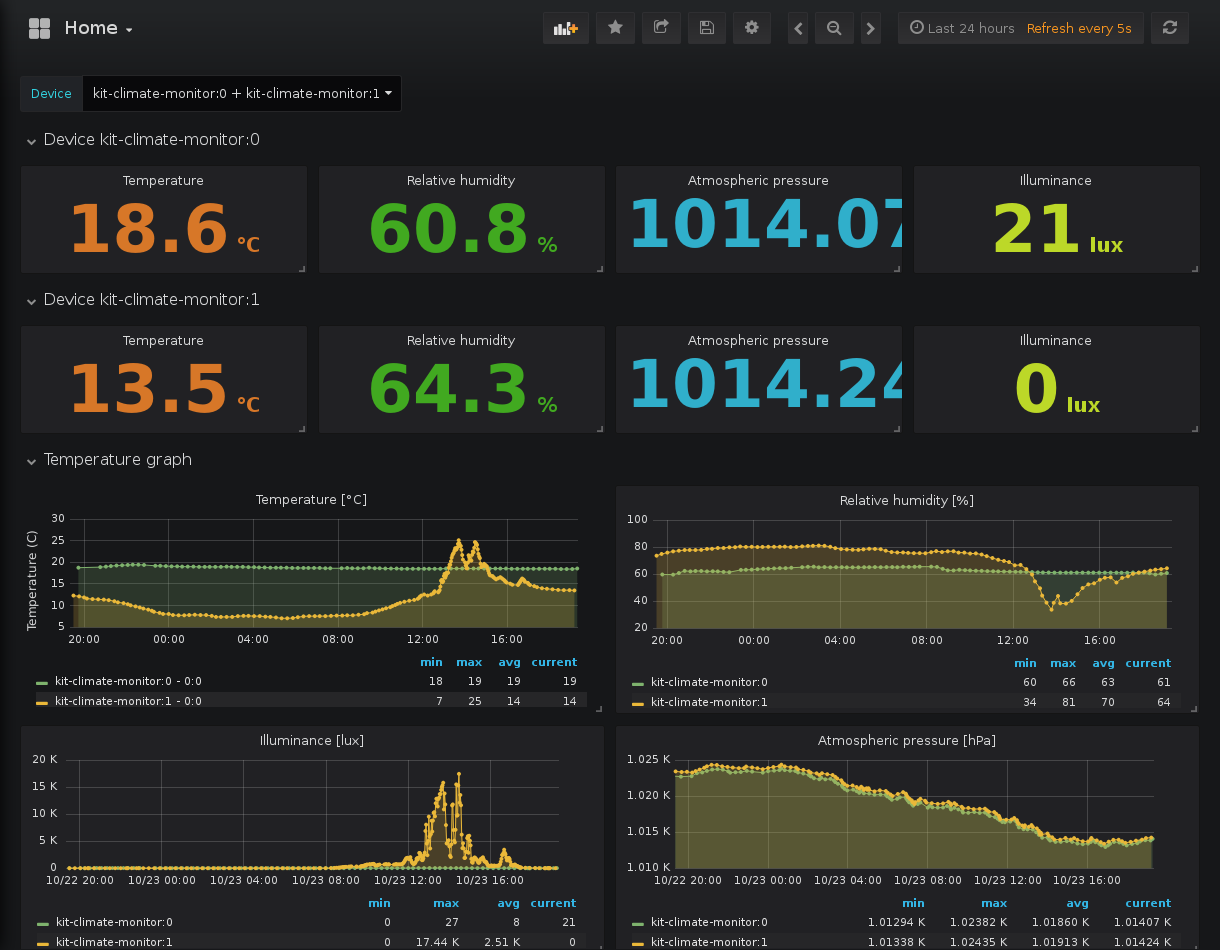 Home
Last 24 hours Refresh every 5s
Device kit-climate-monitor:0 + kit-climate-monitor:1
Device kit-climate-monitor:0
Temperature
18.6 °C
Relative humidity
60.8 %
Atmospheric pressure
1014.07
Illuminance
21 lux
Device kit-climate-monitor:1
Temperature
13.5 °C
Relative humidity
64.3 %
Atmospheric pressure
1014.24
Illuminance
0 lux
Temperature graph
Temperature [°C]
Temperature (C)
30
25
20
15
10
5
20:00 00:00 04:00 08:00 12:00 16:00
min max avg current
kit-climate-monitor:0 - 0:0 18 19 19 19
kit-climate-monitor:1 - 0:0 7 25 14 14
Relative humidity [%]
100
80
60
40
20
20:00 00:00 04:00 08:00 12:00 16:00
min max avg current
kit-climate-monitor:0 60 66 63 61
kit-climate-monitor:1 34 81 70 64
Illuminance [lux]
20 K
15 K
10 K
5 K
0
10/22 20:00 10/23 00:00 10/23 04:00 10/23 08:00 10/23 12:00 10/23 16:00
min max avg current
kit-climate-monitor:0 0 27 8 21
kit-climate-monitor:1 0 17.44 K 2.51 K 0
Atmospheric pressure [hPa]
1.025 K
1.020 K
1.015 K
1.010 K
10/22 20:00 10/23 00:00 10/23 04:00 10/23 08:00 10/23 12:00 10/23 16:00
min max avg current
kit-climate-monitor:0 1.01294 K 1.02382 K 1.01860 K 1.01407 K
kit-climate-monitor:1 1.01338 K 1.02435 K 1.01913 K 1.01424 K